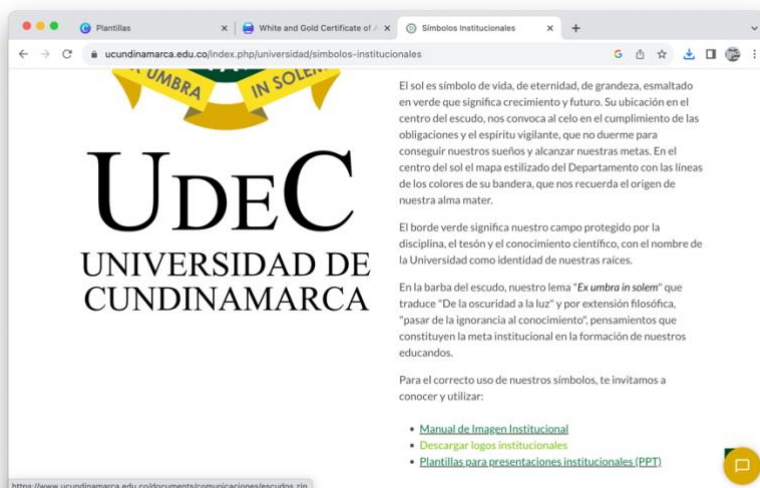 Plantillas
White and Gold Certificate of A
Símbolos Institucionales
ucundinamarca.edu.co/index.php/universidad/simbolos-institucionales
UMBRA
IN SOLEM
UDEC
UNIVERSIDAD DE
CUNDINAMARCA
El sol es símbolo de vida, de eternidad, de grandeza, esmaltado
en verde que significa crecimiento y futuro. Su ubicación en el
centro del escudo, nos convoca al celo en el cumplimiento de las
obligaciones y el espíritu vigilante, que no duerme para
conseguir nuestros sueños y alcanzar nuestras metas. En el
centro del sol el mapa estilizado del Departamento con las líneas
de los colores de su bandera, que nos recuerda el origen de
nuestra alma mater.
El borde verde significa nuestro campo protegido por la
disciplina, el tesón y el conocimiento científico, con el nombre de
la Universidad como identidad de nuestras raíces.
En la barba del escudo, nuestro lema "Ex umbra in solem" que
traduce "De la oscuridad a la luz" y por extensión filosófica,
"pasar de la ignorancia al conocimiento", pensamientos que
constituyen la meta institucional en la formación de nuestros
educandos.
Para el correcto uso de nuestros símbolos, te invitamos a
conocer y utilizar:
Manual de Imagen Institucional
Descargar logos institucionales
Plantillas para presentaciones institucionales (PPT)
https://www.ucundinamarca.edu.co/documents/comunicaciones/escudos.zip